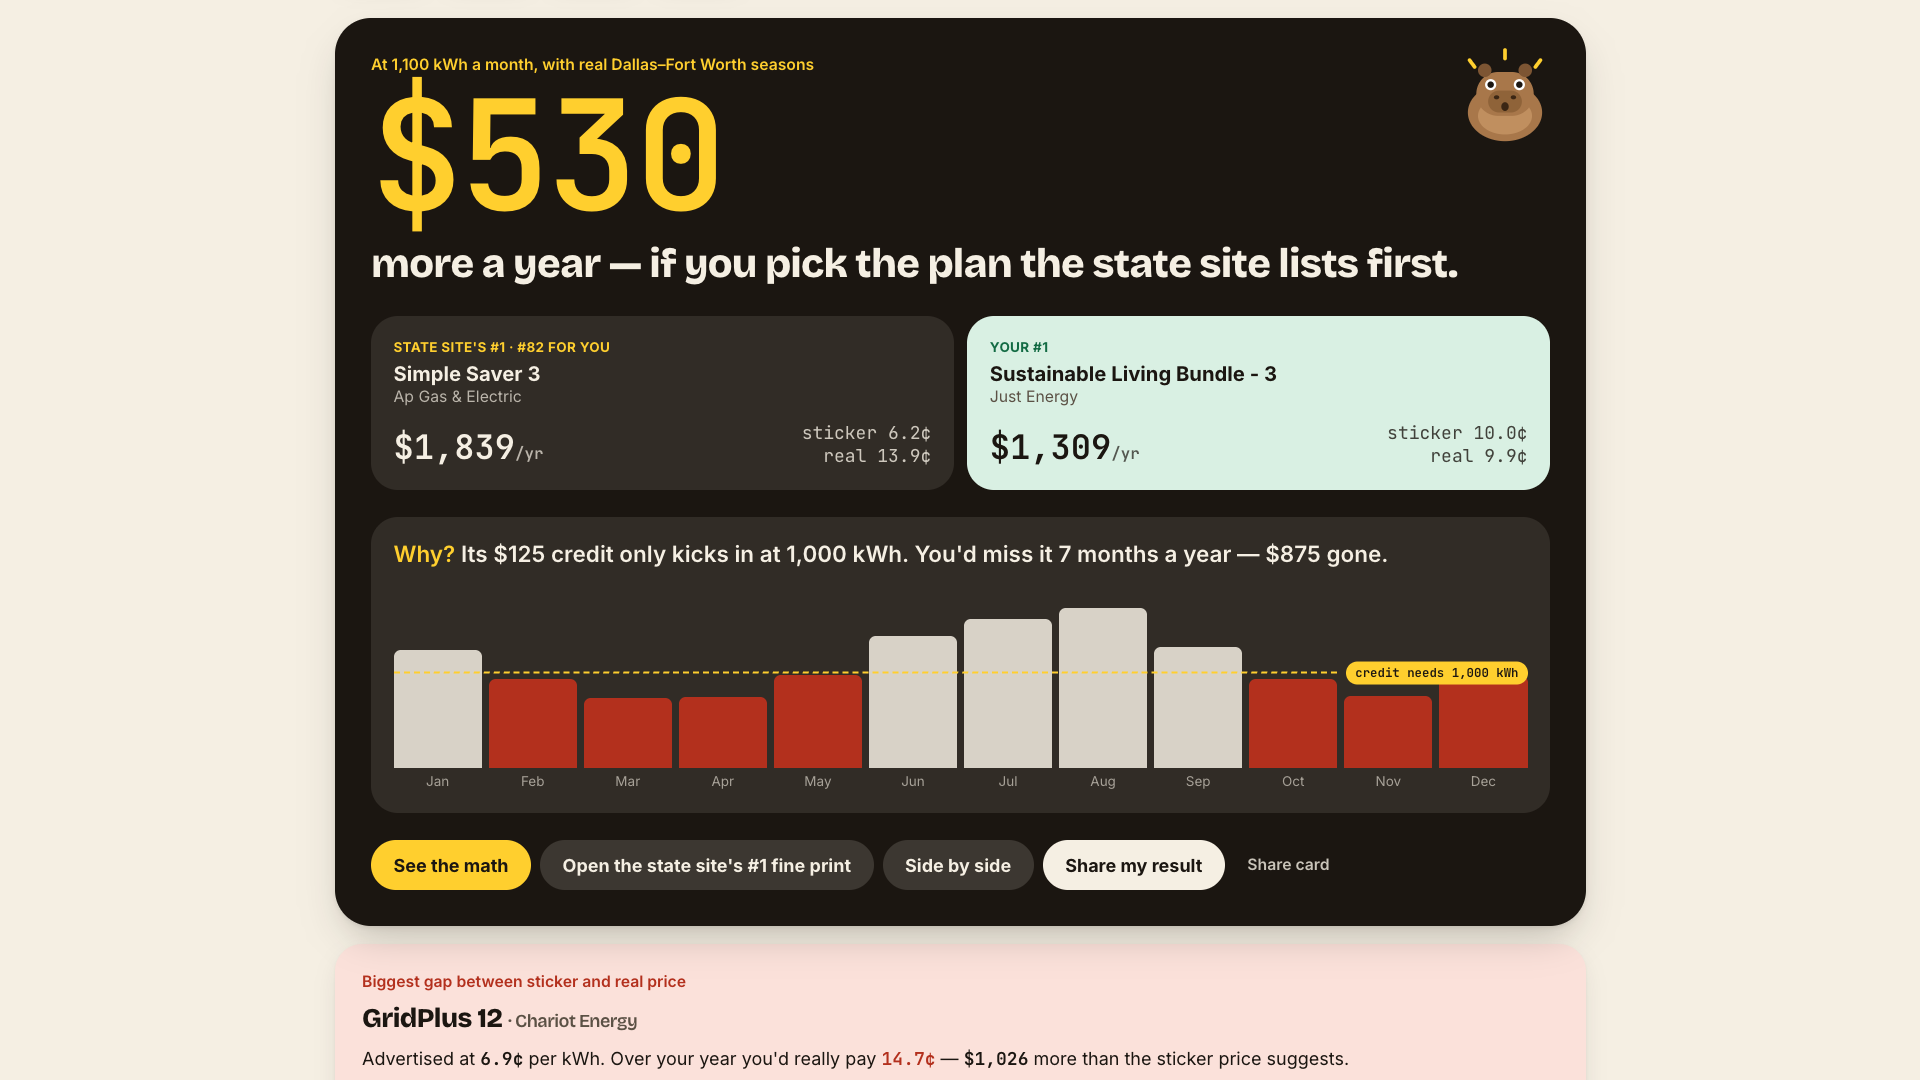 At 1,100 kWh a month, with real Dallas–Fort Worth seasons
$530
more a year — if you pick the plan the state site lists first.
STATE SITE'S #1 · #82 FOR YOU
Simple Saver 3
Ap Gas & Electric
$1,839/yr
sticker 6.2¢
real 13.9¢
YOUR #1
Sustainable Living Bundle - 3
Just Energy
$1,309/yr
sticker 10.0¢
real 9.9¢
Why? Its $125 credit only kicks in at 1,000 kWh. You'd miss it 7 months a year — $875 gone.
credit needs 1,000 kWh
Jan Feb Mar Apr May Jun Jul Aug Sep Oct Nov Dec
See the math
Open the state site's #1 fine print
Side by side
Share my result
Share card
Biggest gap between sticker and real price
GridPlus 12 · Chariot Energy
Advertised at 6.9¢ per kWh. Over your year you'd really pay 14.7¢ — $1,026 more than the sticker price suggests.